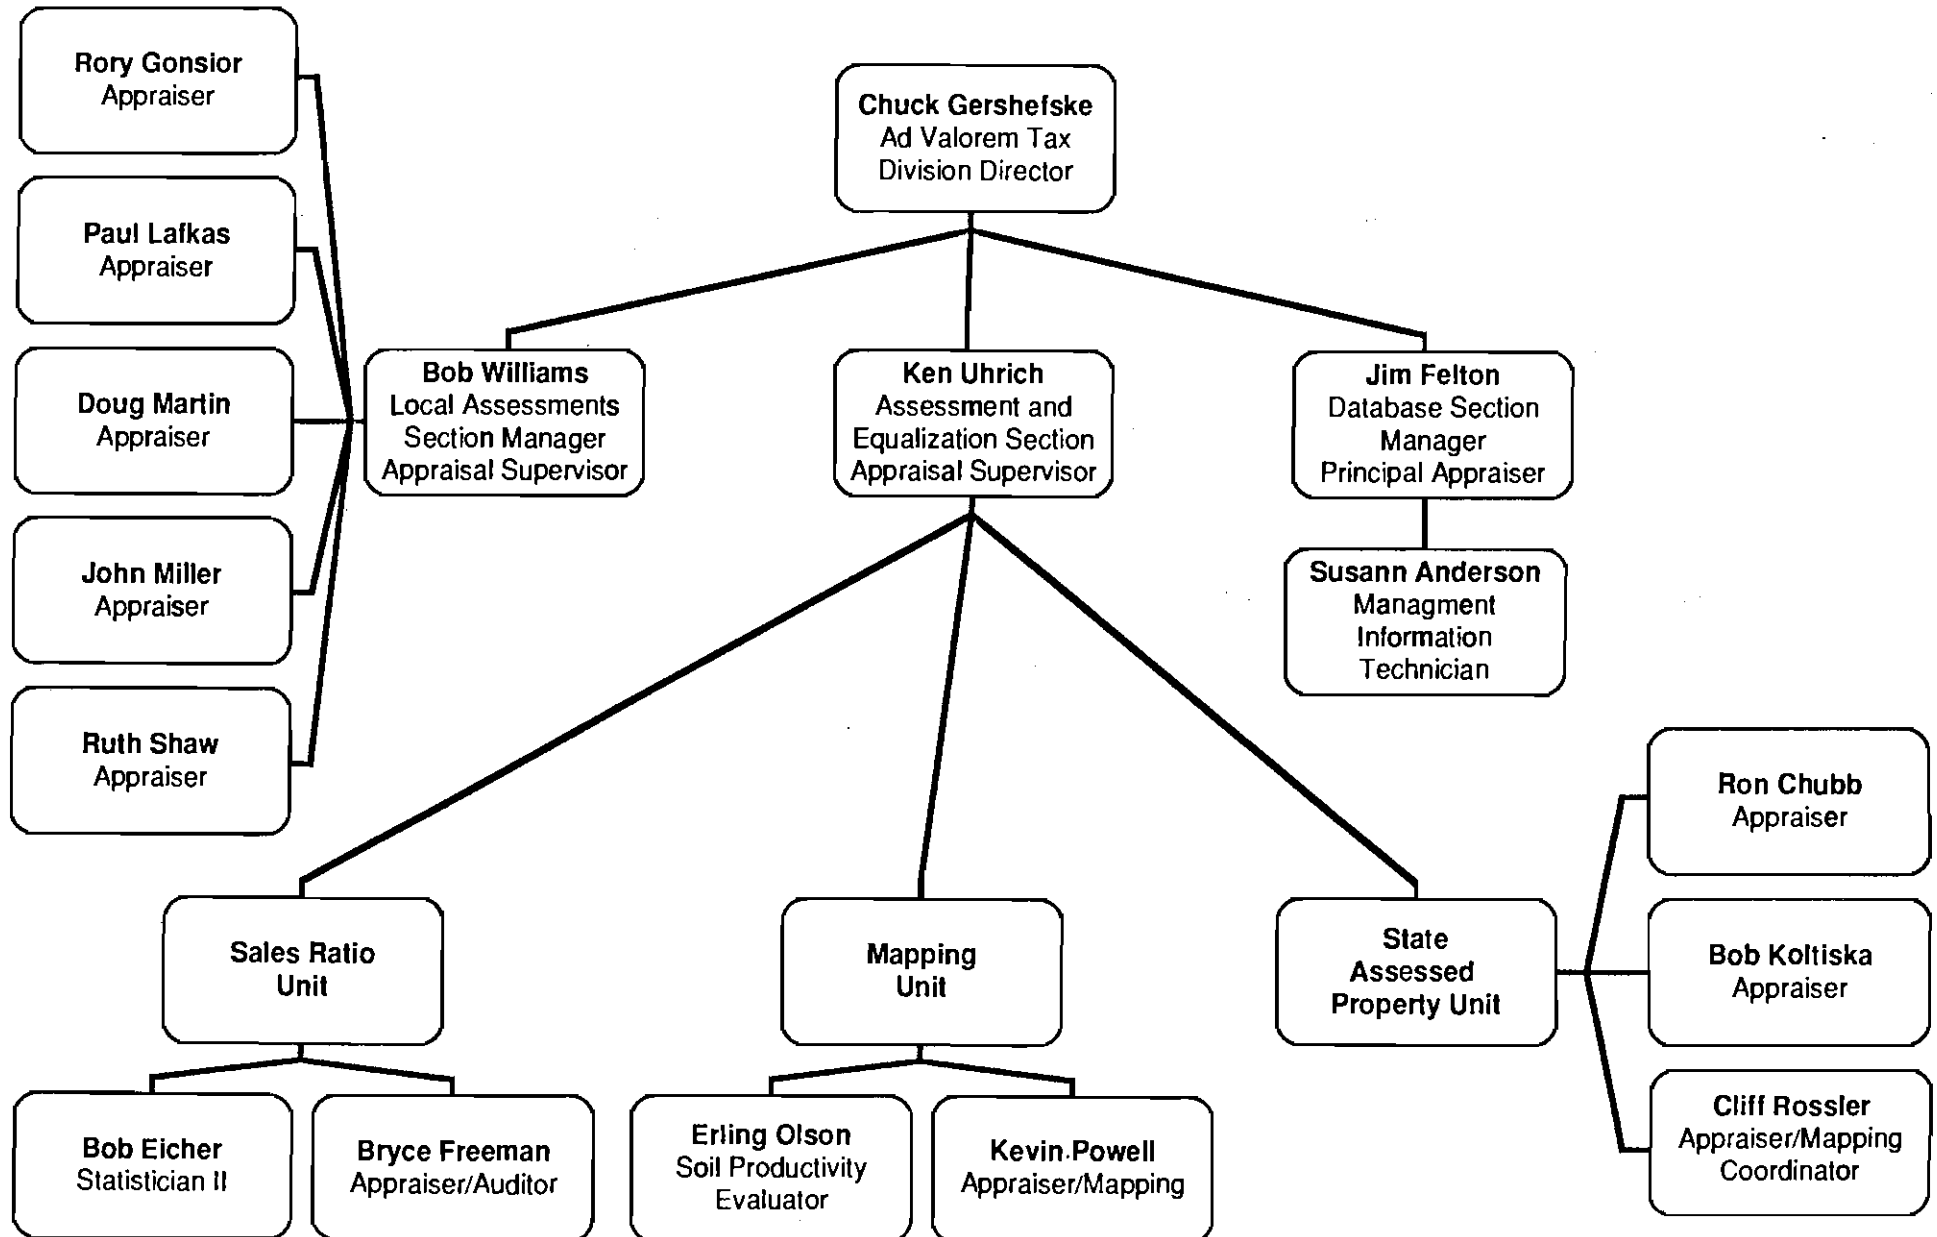 Rory Gonsior
Appraiser
Chuck Gershefske
Ad Valorem Tax
Division Director
Paul Lafkas
Appraiser
Bob Williams
Local Assessments
Section Manager
Appraisal Supervisor
Ken Uhrich
Assessment and
Equalization Section
Appraisal Supervisor
Jim Felton
Database Section
Manager
Principal Appraiser
Doug Martin
Appraiser
John Miller
Appraiser
Susann Anderson
Managment
Information
Technician
Ruth Shaw
Appraiser
Ron Chubb
Appraiser
Sales Ratio
Unit
Mapping
Unit
State
Assessed
Property Unit
Bob Koltiska
Appraiser
Bob Eicher
Statistician II
Bryce Freeman
Appraiser/Auditor
Erling Olson
Soil Productivity
Evaluator
Kevin Powell
Appraiser/Mapping
Cliff Rossler
Appraiser/Mapping
Coordinator